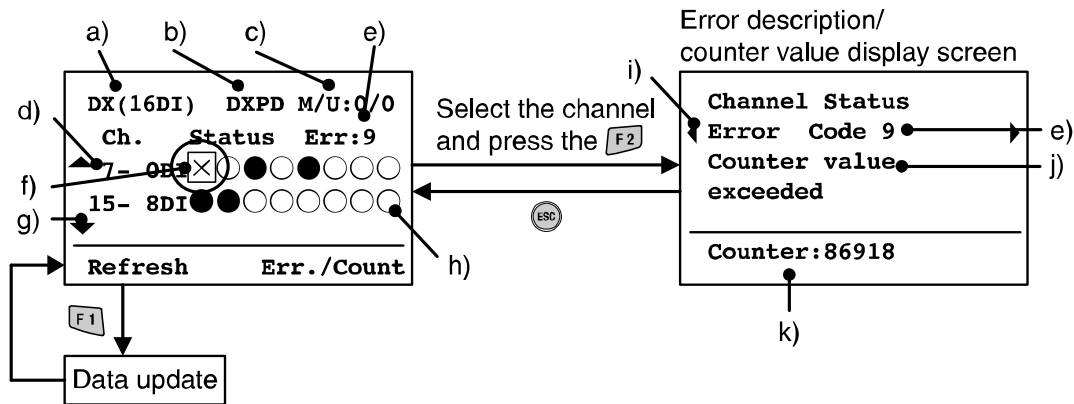 a)
b)
c)
e)
DX(16DI) DXPD M/U:0/0
d)
Ch. Status Err:9
7- 0DI
f)
15- 8DI
g)
h)
Refresh Err./Count
F1
Data update
Select the channel
and press the F2
ESC
Error description/
counter value display screen
i)
Channel Status
Error Code 9
e)
Counter value
j)
exceeded
Counter:86918
k)